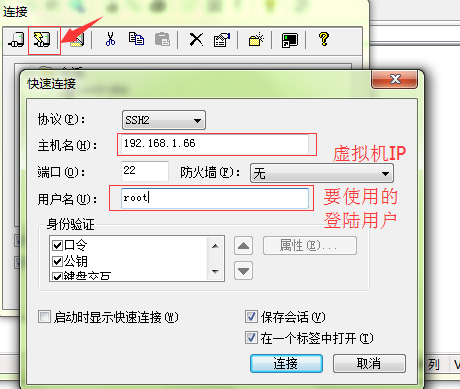 连接
快速连接
协议(P):
SSH2
主机名(H):
192.168.1.66
虚拟机IP
端口(O):
22
防火墙(F):
无
用户名(U):
root
要使用的
登陆用户
身份验证
口令
公钥
键盘交互
属性(E)...
启动时显示快速连接(W)
保存会话(V)
在一个标签中打开(T)
连接
取消